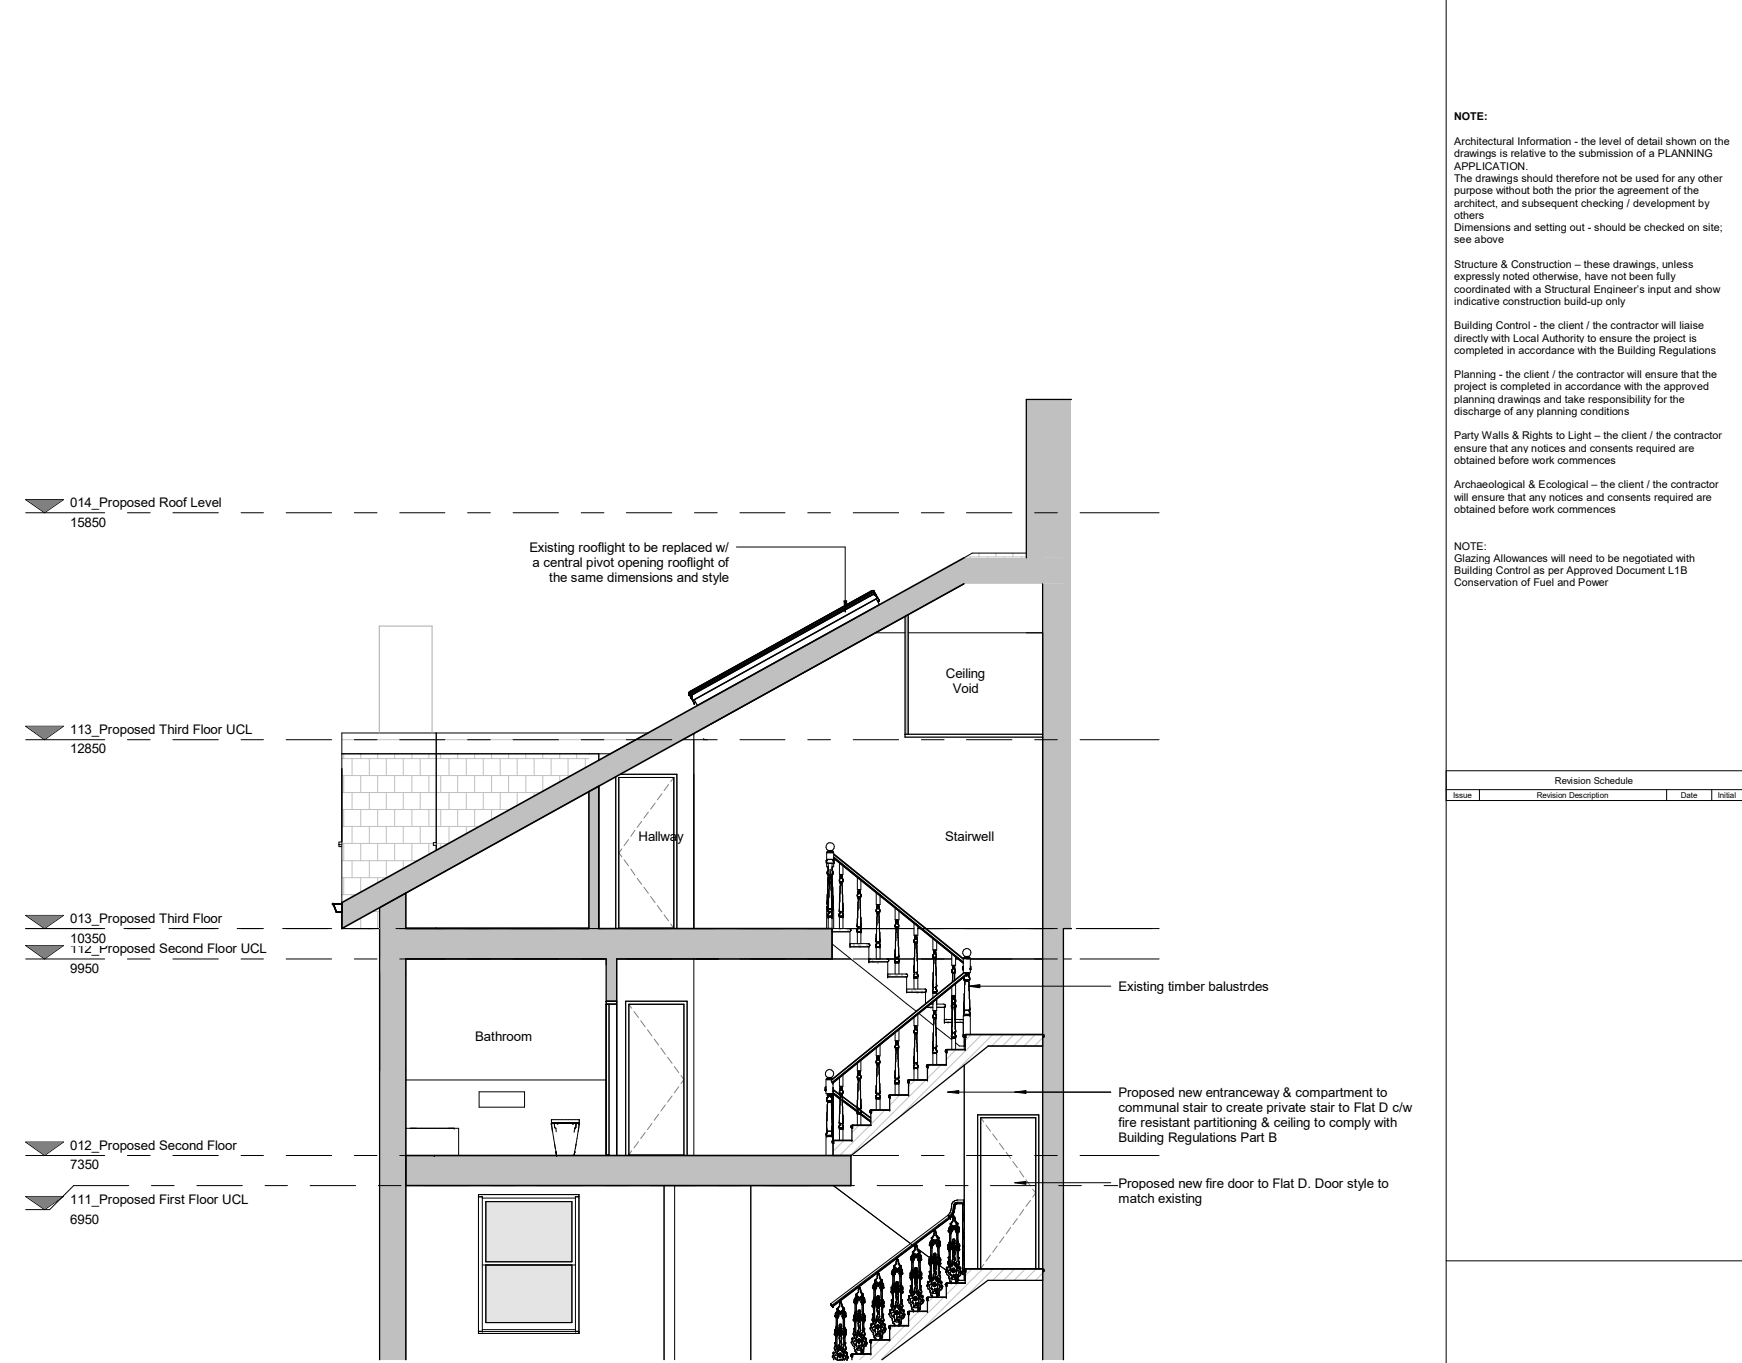 NOTE:
Architectural Information - the level of detail shown on the
drawings is relative to the submission of a PLANNING
APPLICATION.
The drawings should therefore not be used for any other
purpose without both the prior the agreement of the
architect, and subsequent checking / development by
others
Dimensions and setting out - should be checked on site;
see above
Structure & Construction – these drawings, unless
expressly noted otherwise, have not been fully
coordinated with a Structural Engineer's input and show
indicative construction build-up only
Building Control - the client / the contractor will liaise
directly with Local Authority to ensure the project is
completed in accordance with the Building Regulations
Planning - the client / the contractor will ensure that the
project is completed in accordance with the approved
planning drawings and take responsibility for the
discharge of any planning conditions
Party Walls & Rights to Light – the client / the contractor
ensure that any notices and consents required are
obtained before work commences
Archaeological & Ecological – the client / the contractor
will ensure that any notices and consents required are
obtained before work commences
NOTE:
Glazing Allowances will need to be negotiated with
Building Control as per Approved Document L1B
Conservation of Fuel and Power
Revision Schedule
Issue Revision Description Date Initial
014_Proposed Roof Level
15850
Existing rooflight to be replaced w/
a central pivot opening rooflight of
the same dimensions and style
Ceiling
Void
113_Proposed Third Floor UCL
12850
Hallway
Stairwell
013_Proposed Third Floor
10350
112_Proposed Second Floor UCL
9950
Existing timber balustrdes
Bathroom
Proposed new entranceway & compartment to
communal stair to create private stair to Flat D c/w
fire resistant partitioning & ceiling to comply with
Building Regulations Part B
012_Proposed Second Floor
7350
Proposed new fire door to Flat D. Door style to
match existing
111_Proposed First Floor UCL
6950